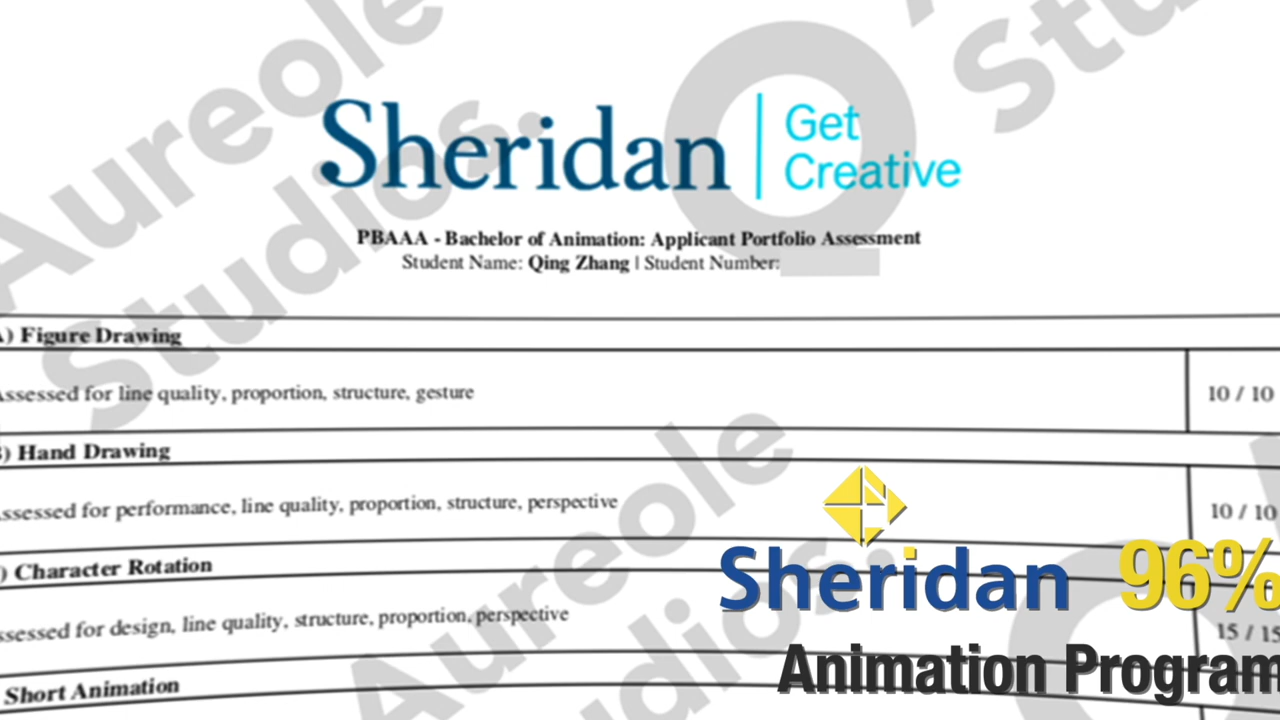 Aureole
Studios.
Stu
Sheridan
Get
Creative
PBAAA - Bachelor of Animation: Applicant Portfolio Assessment
Student Name: Qing Zhang | Student Number:
) Figure Drawing
ssessed for line quality, proportion, structure, gesture
10 / 10
) Hand Drawing
ssessed for performance, line quality, proportion, structure, perspective
10 / 10
) Character Rotation
ssessed for design, line quality, structure, proportion, perspective
15 / 15
Short Animation
Aureole
udios.
Sheridan 96%
Animation Program